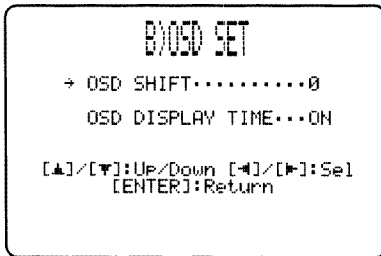 B)OSD SET
→ OSD SHIFT··········0
OSD DISPLAY TIME···ON
[▲]/[▼]:Up/Down [◄]/[►]:Sel
[ENTER]:Return